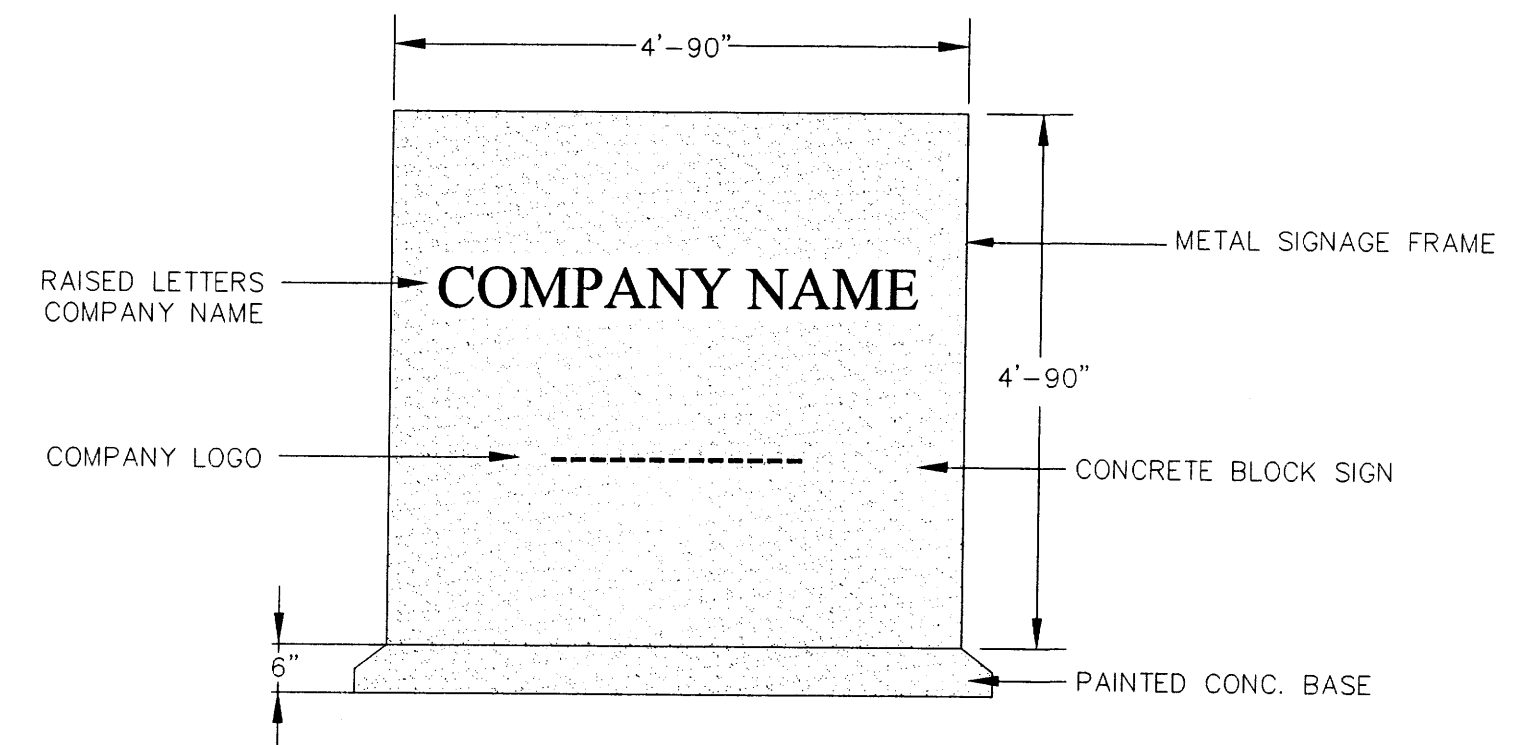 4'-90"
METAL SIGNAGE FRAME
RAISED LETTERS
COMPANY NAME
COMPANY NAME
4'-90"
COMPANY LOGO
CONCRETE BLOCK SIGN
6"
PAINTED CONC. BASE